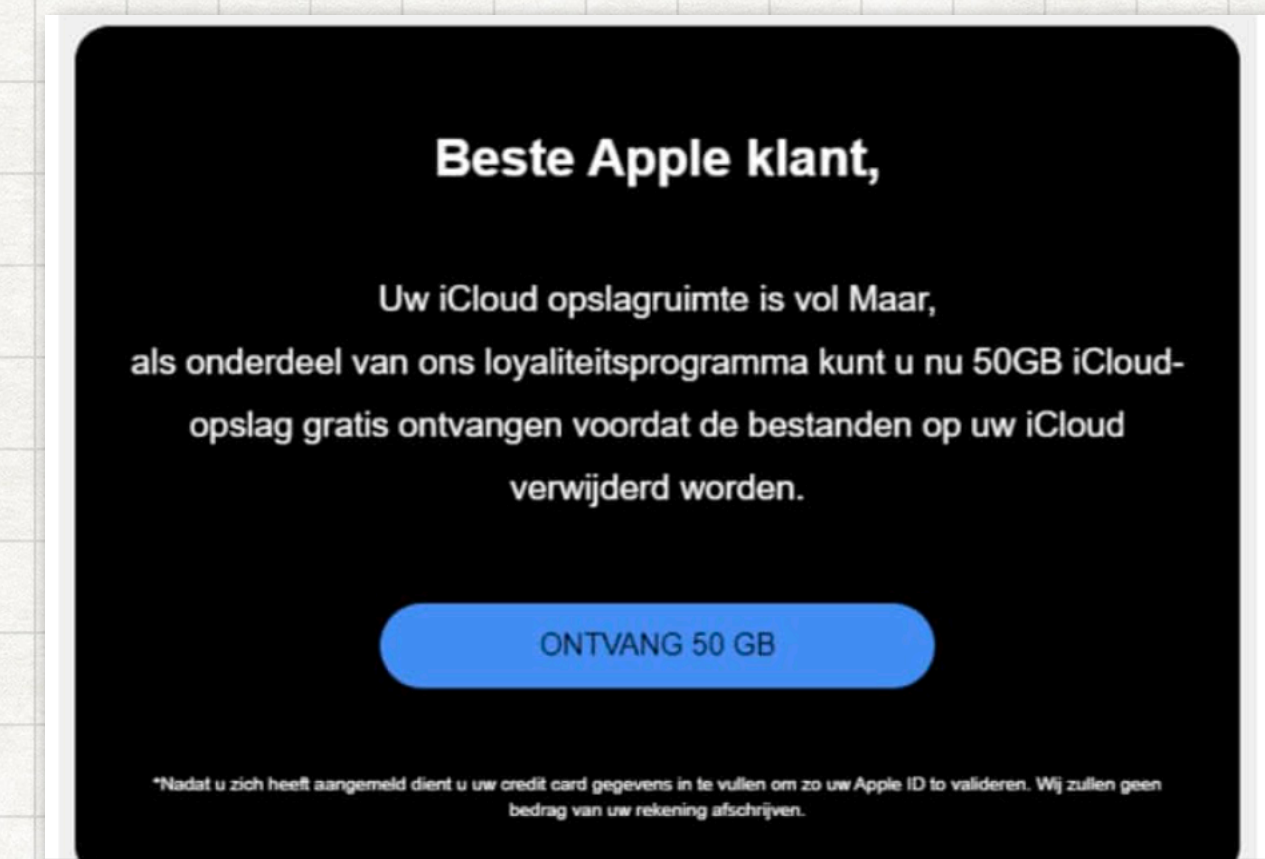 Beste Apple klant,
Uw iCloud opslagruimte is vol Maar,
als onderdeel van ons loyaliteitsprogramma kunt u nu 50GB iCloud-
opslag gratis ontvangen voordat de bestanden op uw iCloud
verwijderd worden.
ONTVANG 50 GB
*Nadat u zich heeft aangemeld dient u uw credit card gegevens in te vullen om zo uw Apple ID to valideren. Wij zullen geen
bedrag van uw rekening afschrijven.